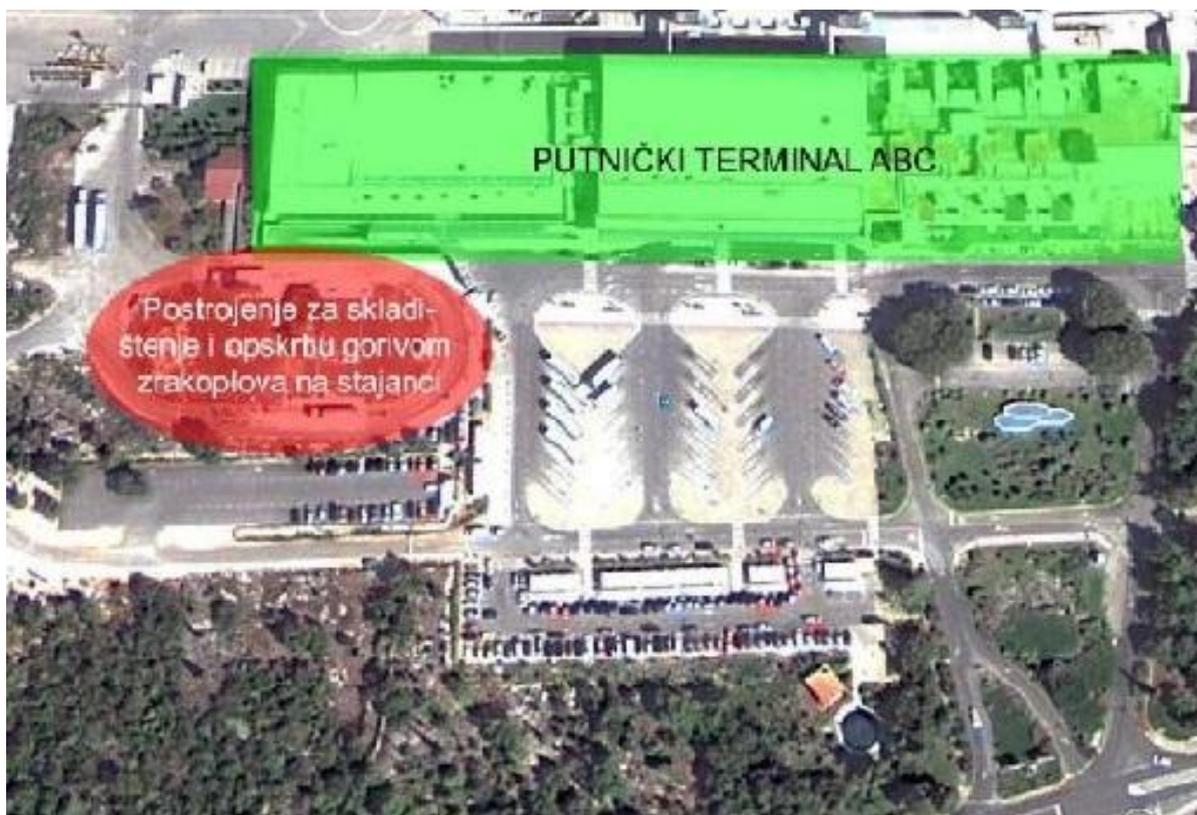 PUTNIČKI TERMINAL ABC
Postrojenje za skladi-
štenje i opskrbu gorivom
zrakoplova na stajanci